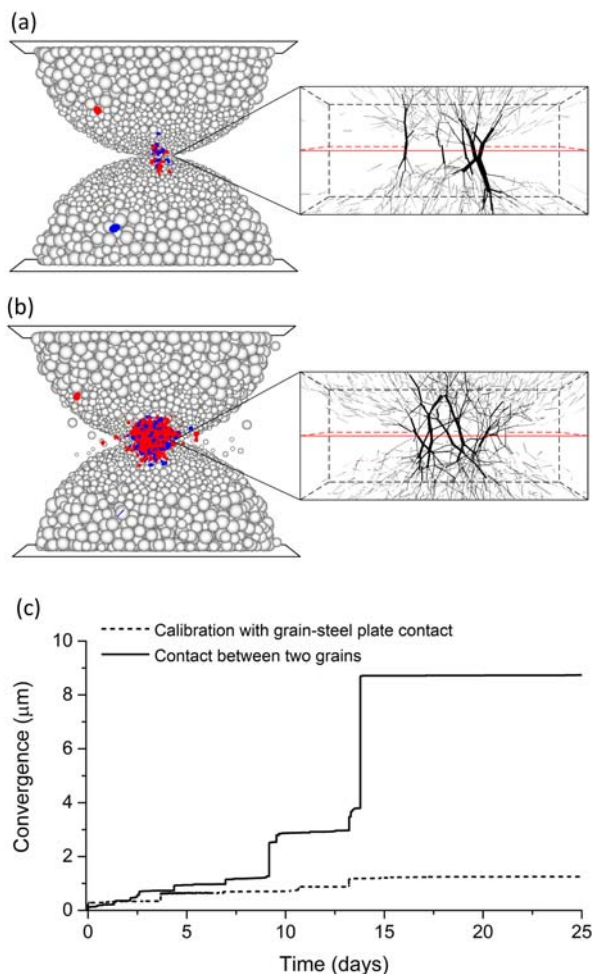 (a)
(b)
(c)
Calibration with grain-steel plate contact
Contact between two grains
Convergence (μm)
10
8
6
4
2
0
0 5 10 15 20 25
Time (days)